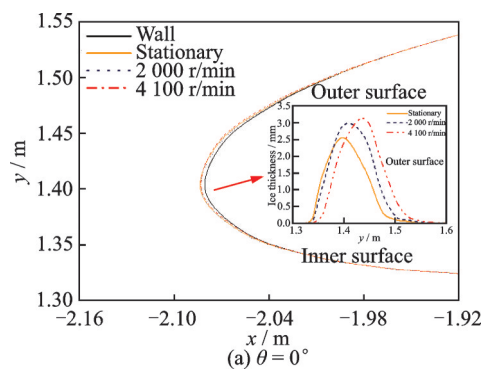 1.55
1.50
1.45
1.40
1.35
1.30
y / m
Wall
Stationary
2 000 r/min
4 100 r/min
Outer surface
3.5
3.0
2.5
2.0
1.5
1.0
0.5
0
Ice thickness / mm
Stationary
2 000 r/min
4 100 r/min
Outer surface
1.3 1.4 1.5 1.6
y / m
Inner surface
−2.16 −2.10 −2.04 −1.98 −1.92
x / m
(a) θ = 0°